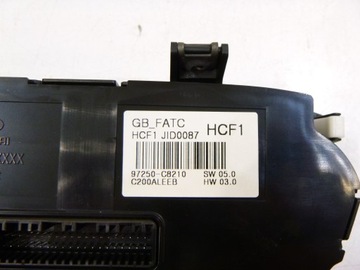 GB_FATC
HCF1 JID0087 HCF1
97250-C8210 SW 05.0
C200ALEEB HW 03.0